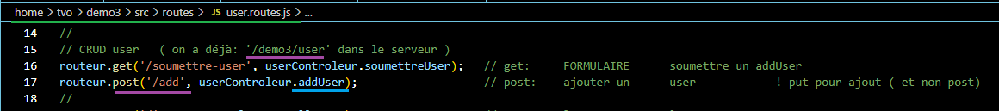 home > tvo > demo3 > src > routes > JS user.routes.js > ...
14 //
15 // CRUD user ( on a déjà: '/demo3/user' dans le serveur )
16 routeur.get('/soumettre-user', userControleur.soumettreUser); // get: FORMULAIRE soumettre un addUser
17 routeur.post('/add', userControleur.addUser); // post: ajouter un user ! put pour ajout ( et non post)
18 //